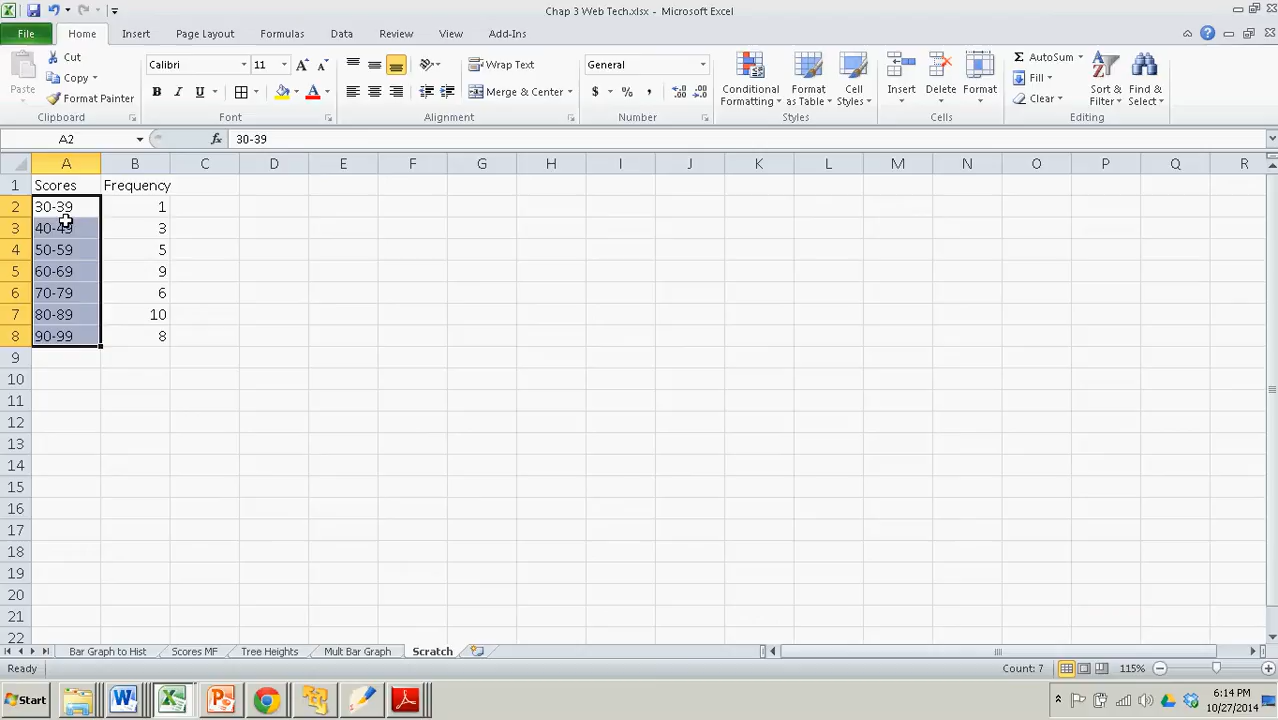 Chap 3 Web Tech.xlsx - Microsoft Excel
File Home Insert Page Layout Formulas Data Review View Add-Ins
Paste Cut Calibri 11 Wrap Text General Conditional Formatting Format as Table Cell Styles Insert Delete Format AutoSum Sort & Filter Find & Select
Copy Fill
Format Painter B I U A Merge & Center $ % , Clear
Clipboard Font Alignment Number Styles Cells Editing
A2 fx 30-39
A B C D E F G H I J K L M N O P Q R
1 Scores Frequency
2 30-39 1
3 40-49 3
4 50-59 5
5 60-69 9
6 70-79 6
7 80-89 10
8 90-99 8
9
10
11
12
13
14
15
16
17
18
19
20
21
22
Bar Graph to Hist Scores MF Tree Heights Mult Bar Graph Scratch
Ready Count: 7 115%
Start 6:14 PM
10/27/2014